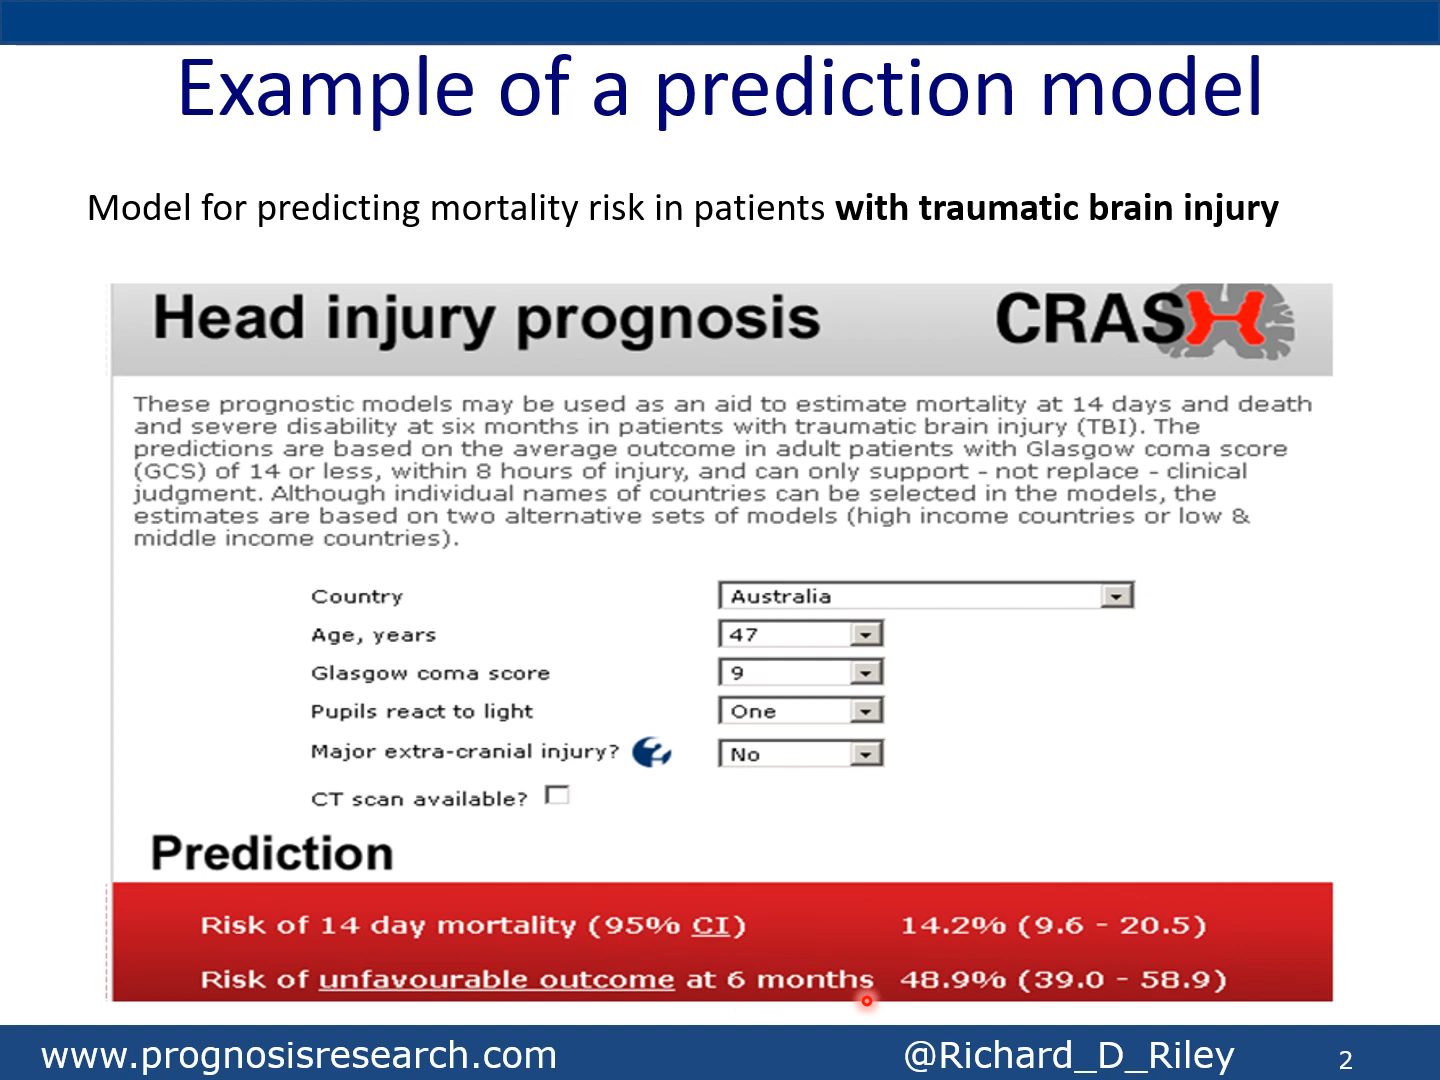 Example of a prediction model
Model for predicting mortality risk in patients with traumatic brain injury
Head injury prognosis CRASH
These prognostic models may be used as an aid to estimate mortality at 14 days and death
and severe disability at six months in patients with traumatic brain injury (TBI). The
predictions are based on the average outcome in adult patients with Glasgow coma score
(GCS) of 14 or less, within 8 hours of injury, and can only support - not replace - clinical
judgment. Although individual names of countries can be selected in the models, the
estimates are based on two alternative sets of models (high income countries or low &
middle income countries).
Country Australia
Age, years 47
Glasgow coma score 9
Pupils react to light One
Major extra-cranial injury? ? No
CT scan available?
Prediction
Risk of 14 day mortality (95% CI) 14.2% (9.6 - 20.5)
Risk of unfavourable outcome at 6 months 48.9% (39.0 - 58.9)
www.prognosisresearch.com @Richard_D_Riley 2